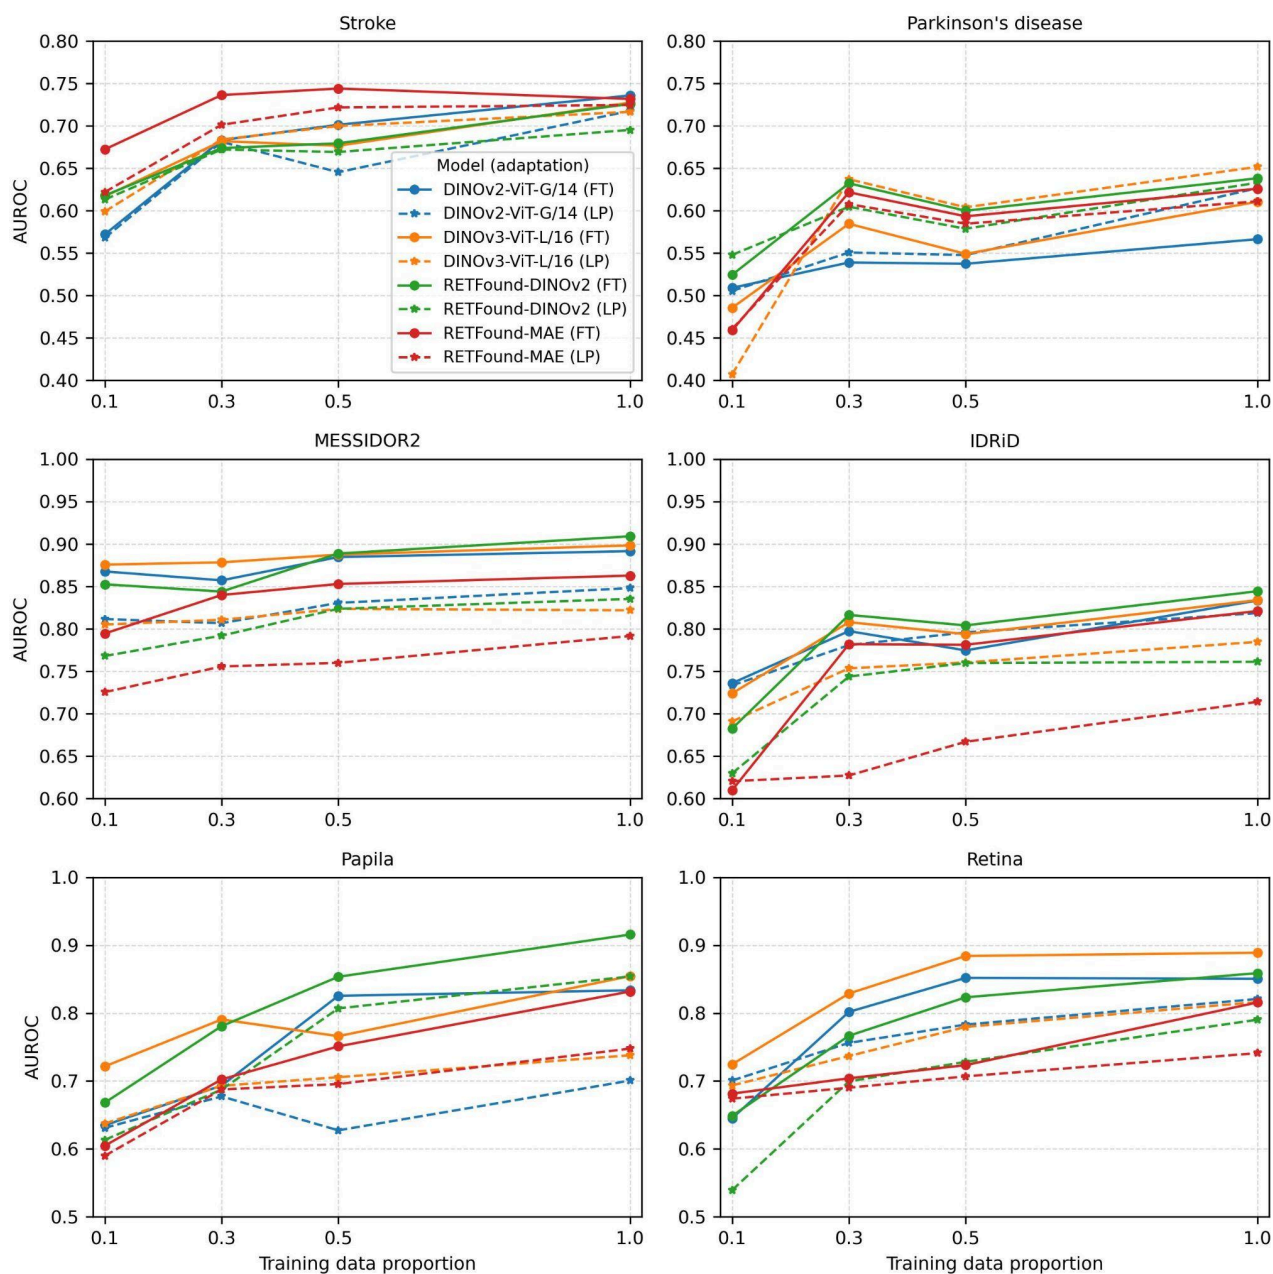 Stroke
Parkinson's disease
0.80
0.75
0.70
0.65
0.60
0.55
0.50
0.45
0.40
AUROC
Model (adaptation)
DINOv2-ViT-G/14 (FT)
DINOv2-ViT-G/14 (LP)
DINOv3-ViT-L/16 (FT)
DINOv3-ViT-L/16 (LP)
RETFound-DINOv2 (FT)
RETFound-DINOv2 (LP)
RETFound-MAE (FT)
RETFound-MAE (LP)
0.1 0.3 0.5 1.0
0.80
0.75
0.70
0.65
0.60
0.55
0.50
0.45
0.40
0.1 0.3 0.5 1.0
MESSIDOR2
IDRiD
1.00
0.95
0.90
0.85
0.80
0.75
0.70
0.65
0.60
AUROC
0.1 0.3 0.5 1.0
1.00
0.95
0.90
0.85
0.80
0.75
0.70
0.65
0.60
0.1 0.3 0.5 1.0
Papila
Retina
1.0
0.9
0.8
0.7
0.6
0.5
AUROC
0.1 0.3 0.5 1.0
Training data proportion
1.0
0.9
0.8
0.7
0.6
0.5
0.1 0.3 0.5 1.0
Training data proportion